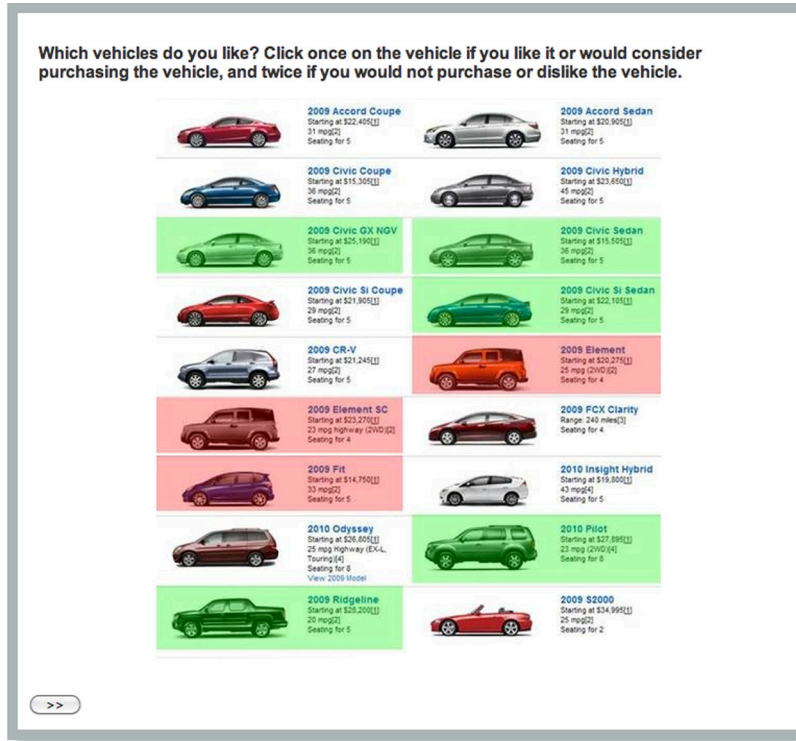 Which vehicles do you like? Click once on the vehicle if you like it or would consider
purchasing the vehicle, and twice if you would not purchase or dislike the vehicle.
2009 Accord Coupe
Starting at $22,405[1]
31 mpg[2]
Seating for 5
2009 Accord Sedan
Starting at $20,905[1]
31 mpg[2]
Seating for 5
2009 Civic Coupe
Starting at $15,305[1]
36 mpg[2]
Seating for 5
2009 Civic Hybrid
Starting at $23,650[1]
45 mpg[2]
Seating for 5
2009 Civic GX NGV
Starting at $25,190[1]
36 mpg[2]
Seating for 5
2009 Civic Sedan
Starting at $15,505[1]
36 mpg[2]
Seating for 5
2009 Civic Si Coupe
Starting at $21,905[1]
29 mpg[2]
Seating for 5
2009 Civic Si Sedan
Starting at $22,105[1]
29 mpg[2]
Seating for 5
2009 CR-V
Starting at $21,245[1]
27 mpg[2]
Seating for 5
2009 Element
Starting at $20,275[1]
25 mpg (2WD)[2]
Seating for 4
2009 Element SC
Starting at $23,270[1]
23 mpg highway (2WD)[2]
Seating for 4
2009 FCX Clarity
Range: 240 miles[3]
Seating for 4
2009 Fit
Starting at $14,750[1]
33 mpg[2]
Seating for 5
2010 Insight Hybrid
Starting at $19,800[1]
43 mpg[4]
Seating for 5
2010 Odyssey
Starting at $26,805[1]
25 mpg Highway (EX-L,
Touring)[4]
Seating for 8
View 2009 Model
2010 Pilot
Starting at $27,895[1]
23 mpg (2WD)[4]
Seating for 8
2009 Ridgeline
Starting at $28,200[1]
20 mpg[2]
Seating for 5
2009 S2000
Starting at $34,995[1]
25 mpg[2]
Seating for 2
>>